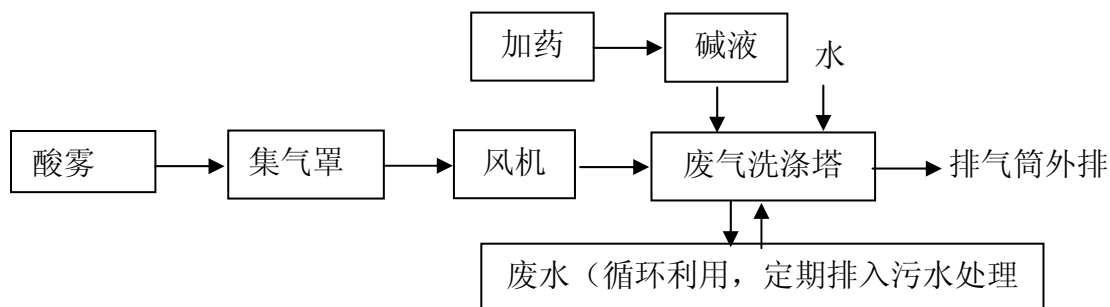 加药
碱液
水
酸雾
集气罩
风机
废气洗涤塔
排气筒外排
废水（循环利用，定期排入污水处理